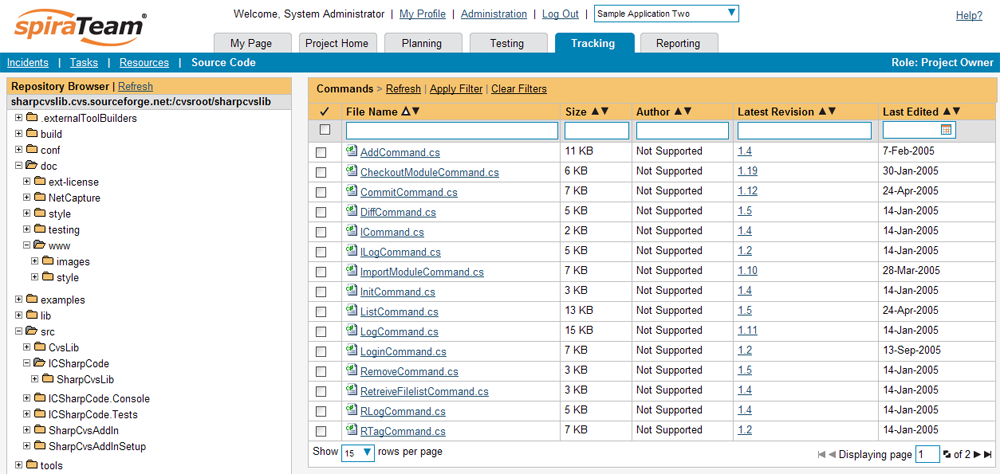 spiraTeam®
Welcome, System Administrator | My Profile | Administration | Log Out | Sample Application Two
Help?
My Page Project Home Planning Testing Tracking Reporting
Incidents | Tasks | Resources | Source Code
Role: Project Owner
Repository Browser | Refresh
sharpcvslib.cvs.sourceforge.net:/cvsroot/sharpcvslib
.externalToolBuilders
build
conf
doc
ext-license
NetCapture
style
testing
www
images
style
examples
lib
src
CvsLib
ICSharpCode
SharpCvsLib
ICSharpCode.Console
ICSharpCode.Tests
SharpCvsAddIn
SharpCvsAddInSetup
tools
Commands > Refresh | Apply Filter | Clear Filters
File Name Size Author Latest Revision Last Edited
AddCommand.cs 11 KB Not Supported 1.4 7-Feb-2005
CheckoutModuleCommand.cs 6 KB Not Supported 1.19 30-Jan-2005
CommitCommand.cs 7 KB Not Supported 1.12 24-Apr-2005
DiffCommand.cs 5 KB Not Supported 1.5 14-Jan-2005
ICommand.cs 2 KB Not Supported 1.4 14-Jan-2005
ILogCommand.cs 5 KB Not Supported 1.2 14-Jan-2005
ImportModuleCommand.cs 7 KB Not Supported 1.10 28-Mar-2005
InitCommand.cs 3 KB Not Supported 1.4 14-Jan-2005
ListCommand.cs 13 KB Not Supported 1.5 24-Apr-2005
LogCommand.cs 15 KB Not Supported 1.11 14-Jan-2005
LoginCommand.cs 7 KB Not Supported 1.2 13-Sep-2005
RemoveCommand.cs 3 KB Not Supported 1.5 14-Jan-2005
RetreiveFilelistCommand.cs 3 KB Not Supported 1.4 14-Jan-2005
RLogCommand.cs 5 KB Not Supported 1.4 14-Jan-2005
RTagCommand.cs 7 KB Not Supported 1.2 14-Jan-2005
Show 15 rows per page
Displaying page 1 of 2